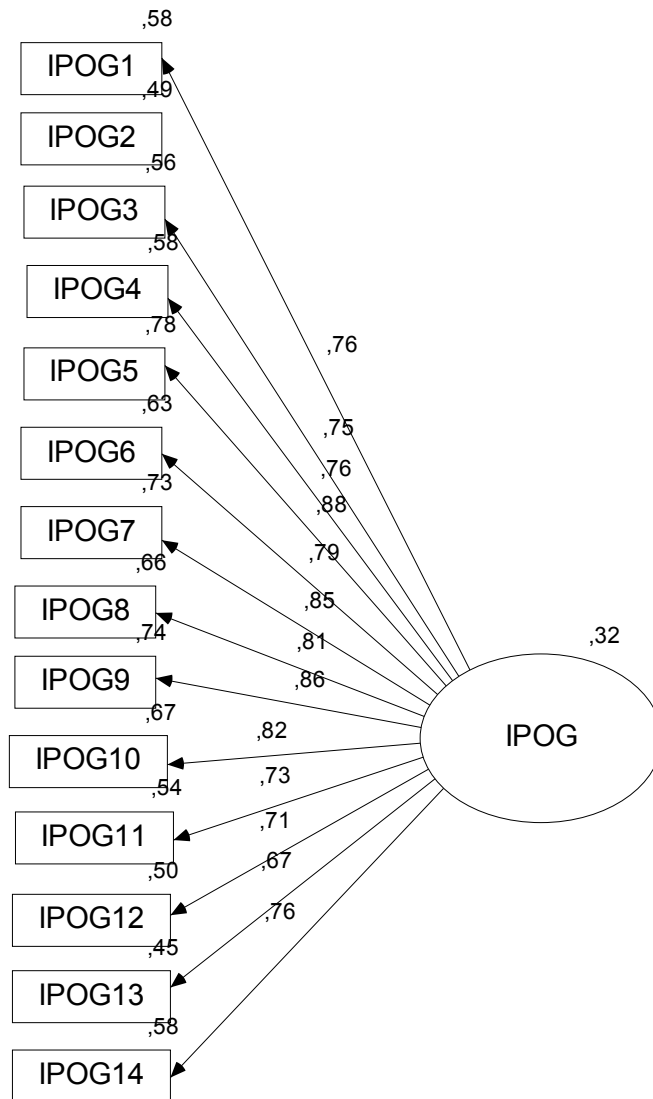 ,58
IPOG1
,49
IPOG2
,56
IPOG3
,58
IPOG4
,78
IPOG5
,63
IPOG6
,73
IPOG7
,66
IPOG8
,74
IPOG9
,67
IPOG10
,54
IPOG11
,50
IPOG12
,45
IPOG13
,58
IPOG14
,76
,75
,76
,88
,79
,85
,81
,86
,82
,73
,71
,67
,76
,32
IPOG